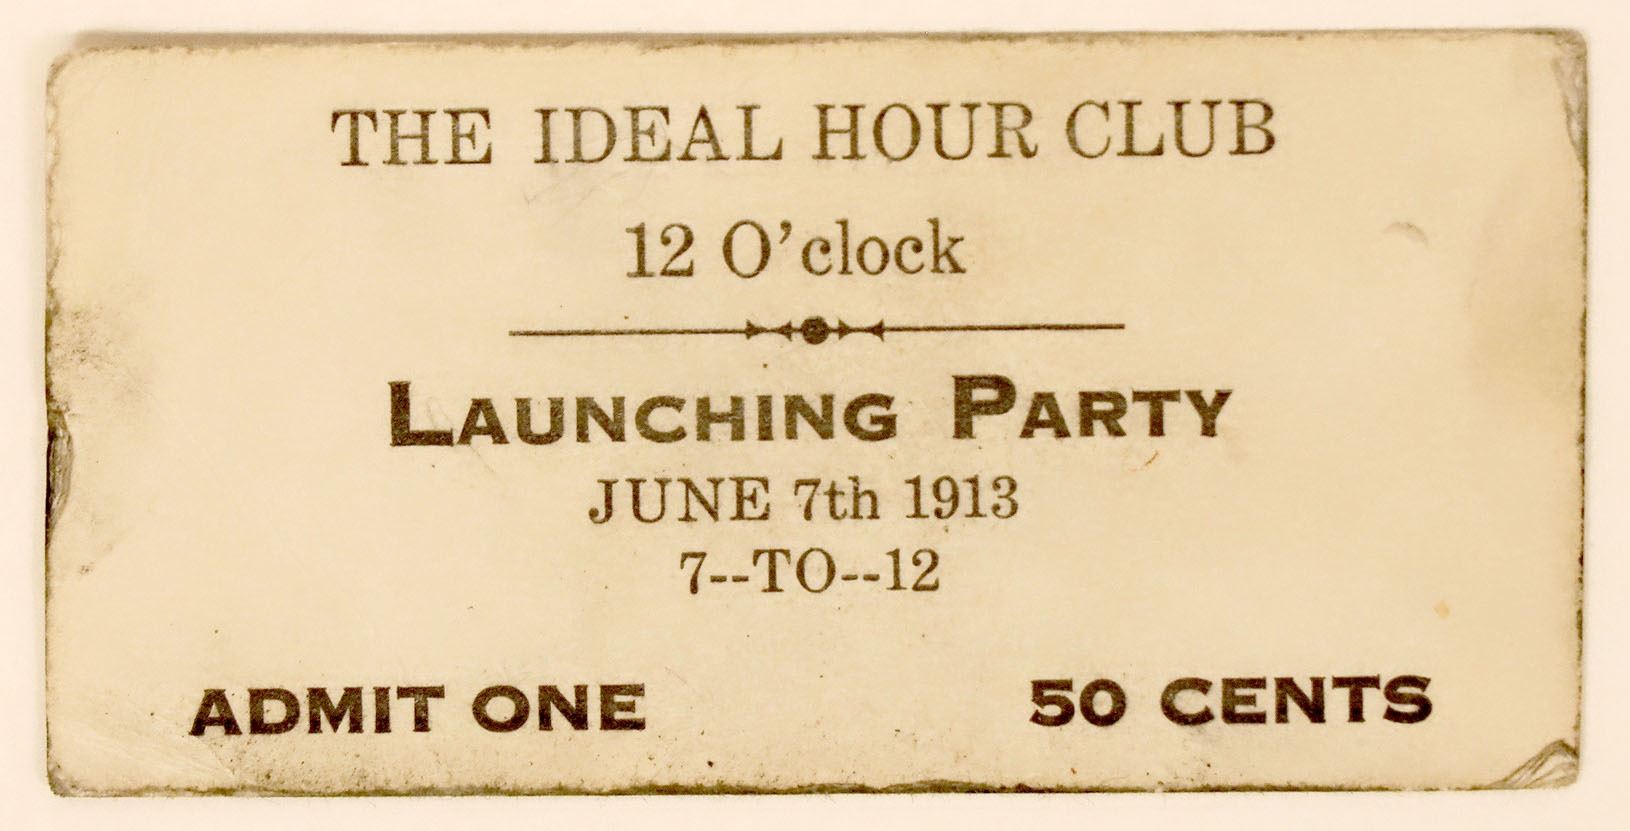 THE IDEAL HOUR CLUB
12 O'clock
LAUNCHING PARTY
JUNE 7th 1913
7--TO--12
ADMIT ONE 50 CENTS